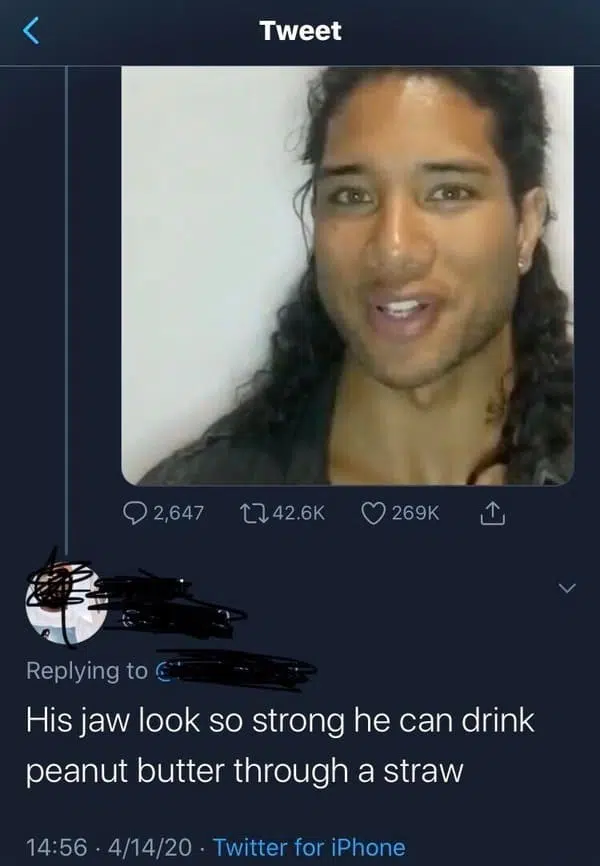 Tweet
2,647 42.6K 269K
Replying to @
His jaw look so strong he can drink
peanut butter through a straw
14:56 · 4/14/20 · Twitter for iPhone